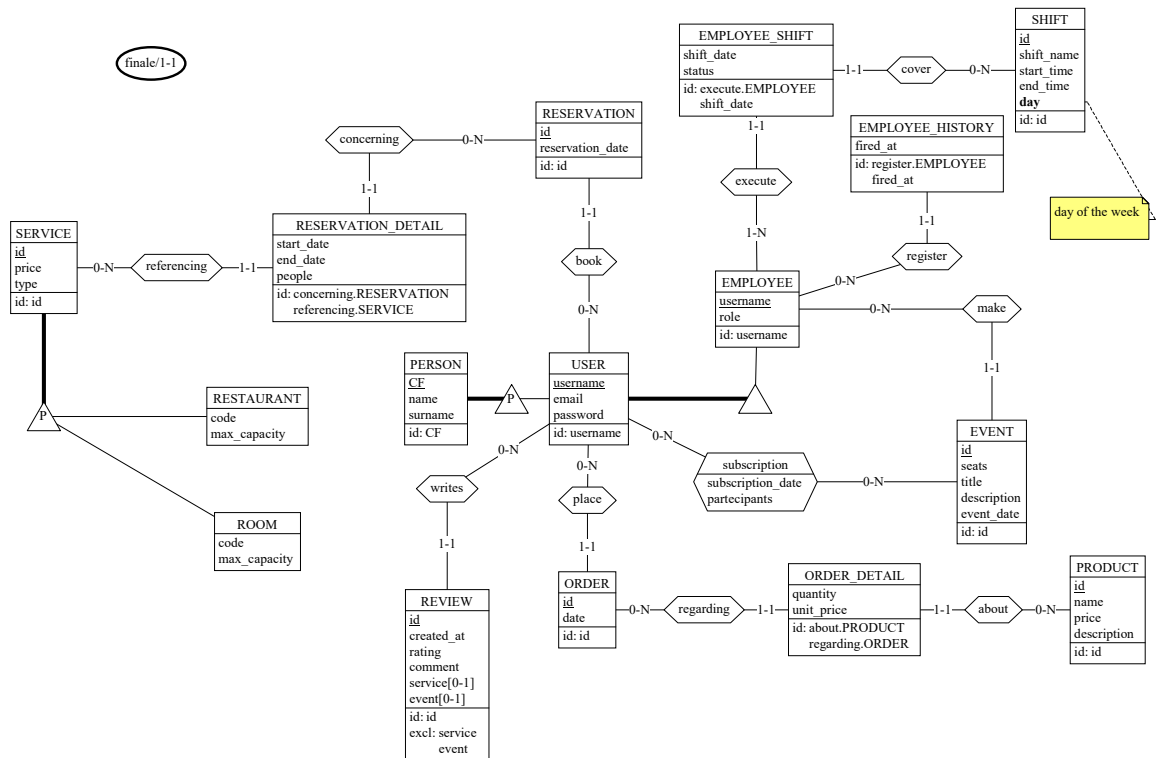 finale/1-1
EMPLOYEE_SHIFT
shift_date
status
id: execute.EMPLOYEE
shift_date
1-1
cover
0-N
SHIFT
id
shift_name
start_time
end_time
day
id: id
day of the week
concerning
0-N
1-1
RESERVATION
id
reservation_date
id: id
1-1
execute
1-N
EMPLOYEE_HISTORY
fired_at
id: register.EMPLOYEE
fired_at
1-1
register
0-N
SERVICE
id
price
type
id: id
0-N
referencing
1-1
RESERVATION_DETAIL
start_date
end_date
people
id: concerning.RESERVATION
referencing.SERVICE
1-1
book
0-N
EMPLOYEE
username
role
id: username
0-N
make
1-1
PERSON
CF
name
surname
id: CF
P
USER
username
email
password
id: username
P
RESTAURANT
code
max_capacity
ROOM
code
max_capacity
0-N
writes
1-1
0-N
place
1-1
0-N
subscription
subscription_date
partecipants
0-N
EVENT
id
seats
title
description
event_date
id: id
REVIEW
id
created_at
rating
comment
service[0-1]
event[0-1]
id: id
excl: service
event
ORDER
id
date
id: id
0-N
regarding
1-1
ORDER_DETAIL
quantity
unit_price
id: about.PRODUCT
regarding.ORDER
1-1
about
0-N
PRODUCT
id
name
price
description
id: id